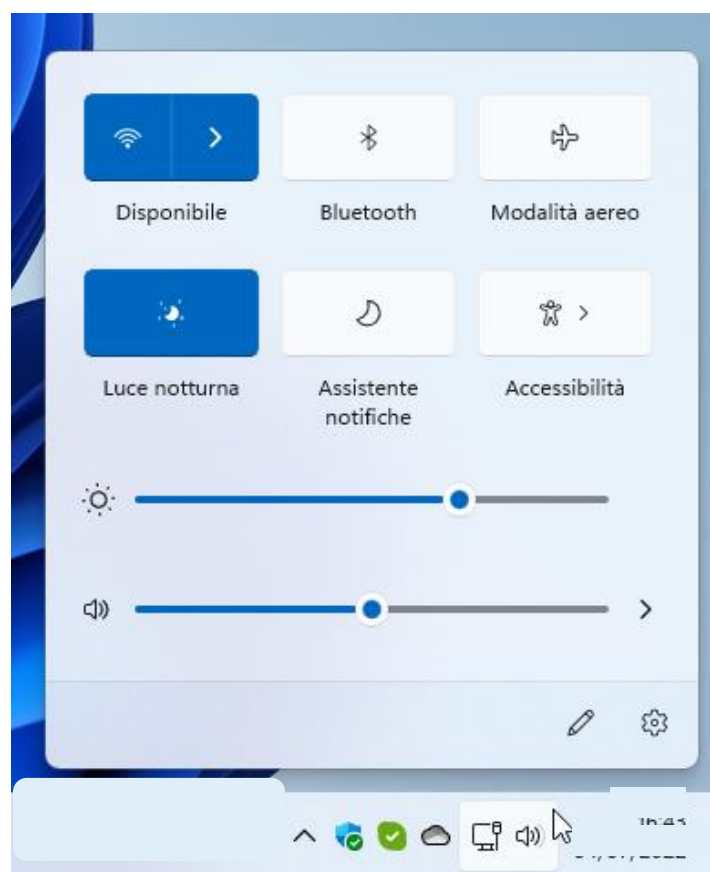 Disponibile
Bluetooth
Modalità aereo
Luce notturna
Assistente
notifiche
Accessibilità